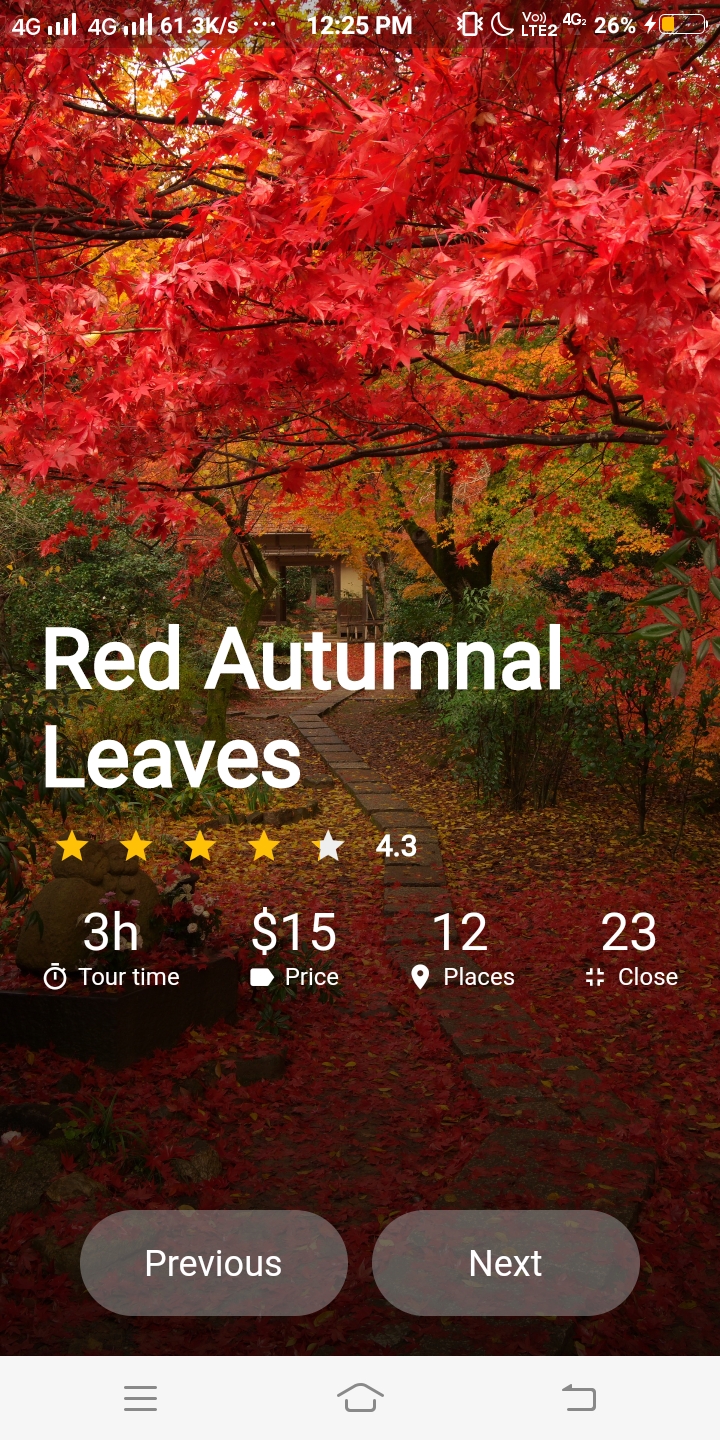 4G 4G 61.3K/s ... 12:25 PM Vo)) LTE2 4G2 26%
Red Autumnal
Leaves
4.3
3h $15 12 23
Tour time Price Places Close
Previous Next